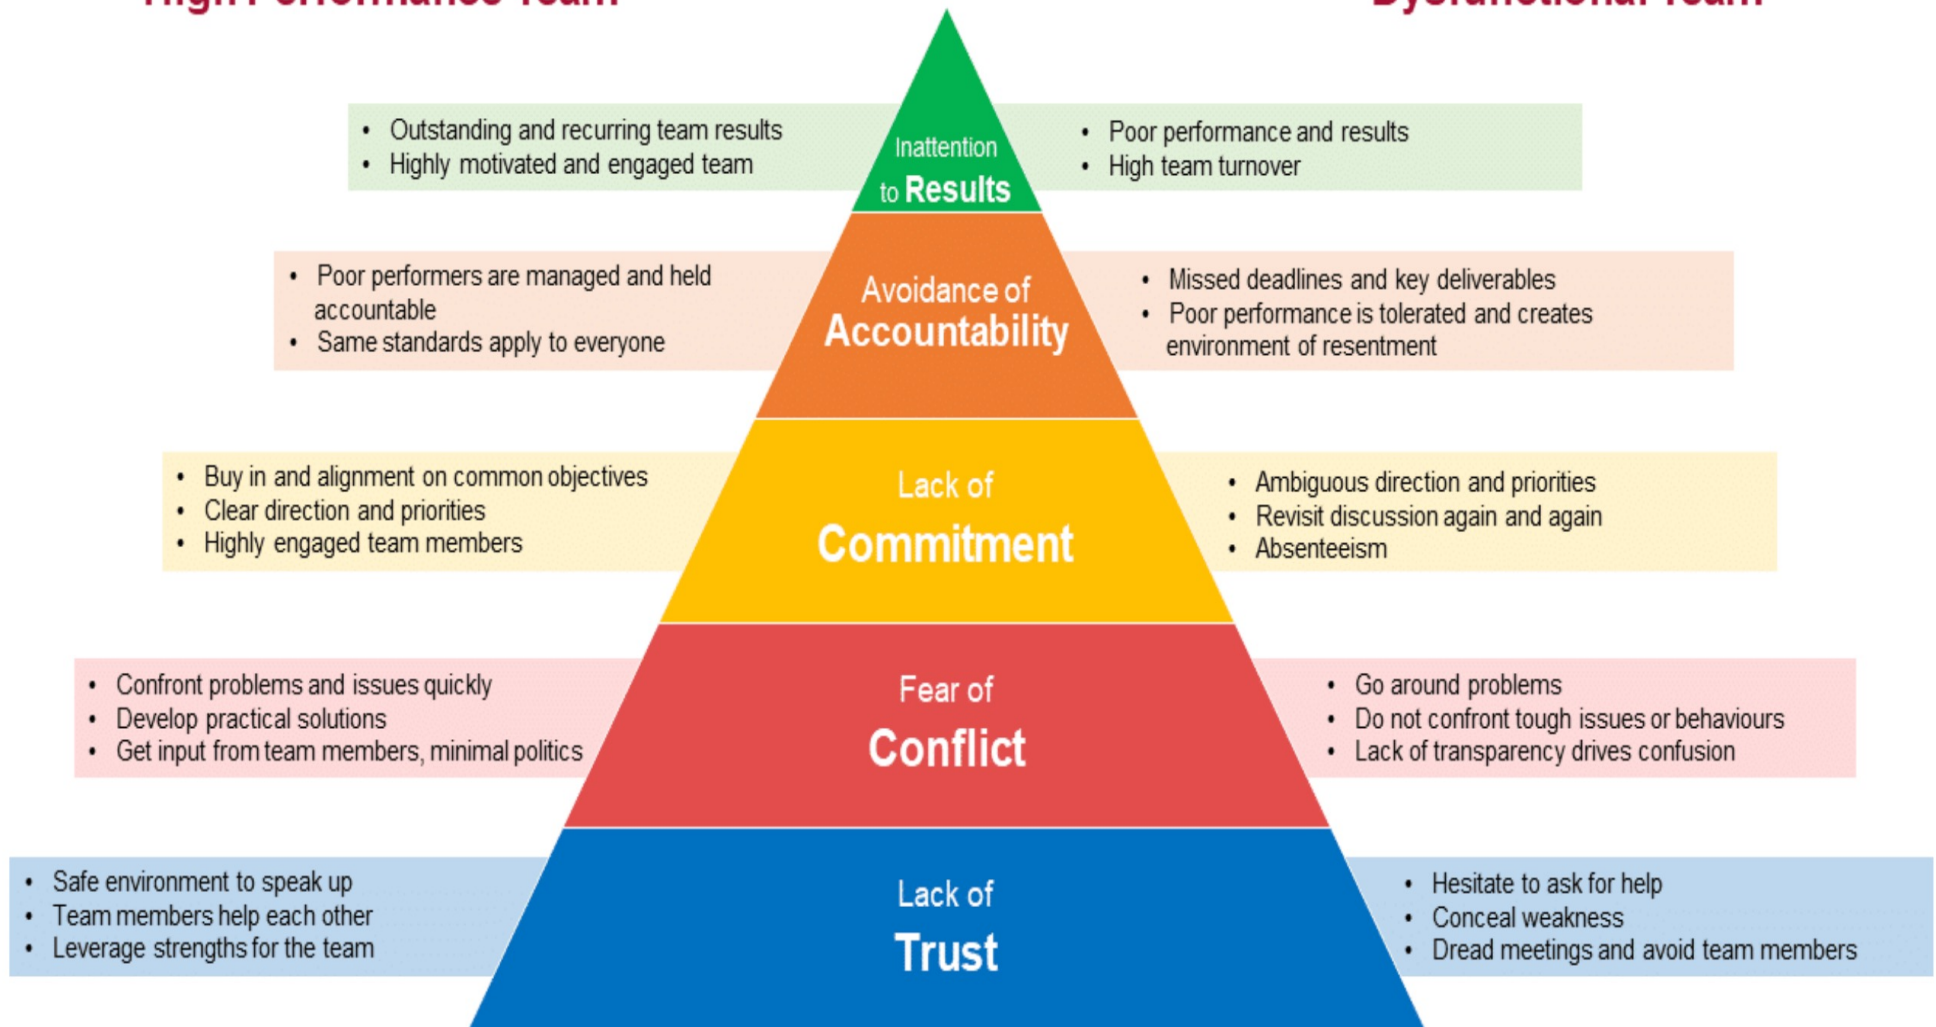 High Performance Team
Dysfunctional Team
• Outstanding and recurring team results
• Highly motivated and engaged team
Inattention
to Results
• Poor performance and results
• High team turnover
• Poor performers are managed and held
accountable
• Same standards apply to everyone
Avoidance of
Accountability
• Missed deadlines and key deliverables
• Poor performance is tolerated and creates
environment of resentment
• Buy in and alignment on common objectives
• Clear direction and priorities
• Highly engaged team members
Lack of
Commitment
• Ambiguous direction and priorities
• Revisit discussion again and again
• Absenteeism
• Confront problems and issues quickly
• Develop practical solutions
• Get input from team members, minimal politics
Fear of
Conflict
• Go around problems
• Do not confront tough issues or behaviours
• Lack of transparency drives confusion
• Safe environment to speak up
• Team members help each other
• Leverage strengths for the team
Lack of
Trust
• Hesitate to ask for help
• Conceal weakness
• Dread meetings and avoid team members